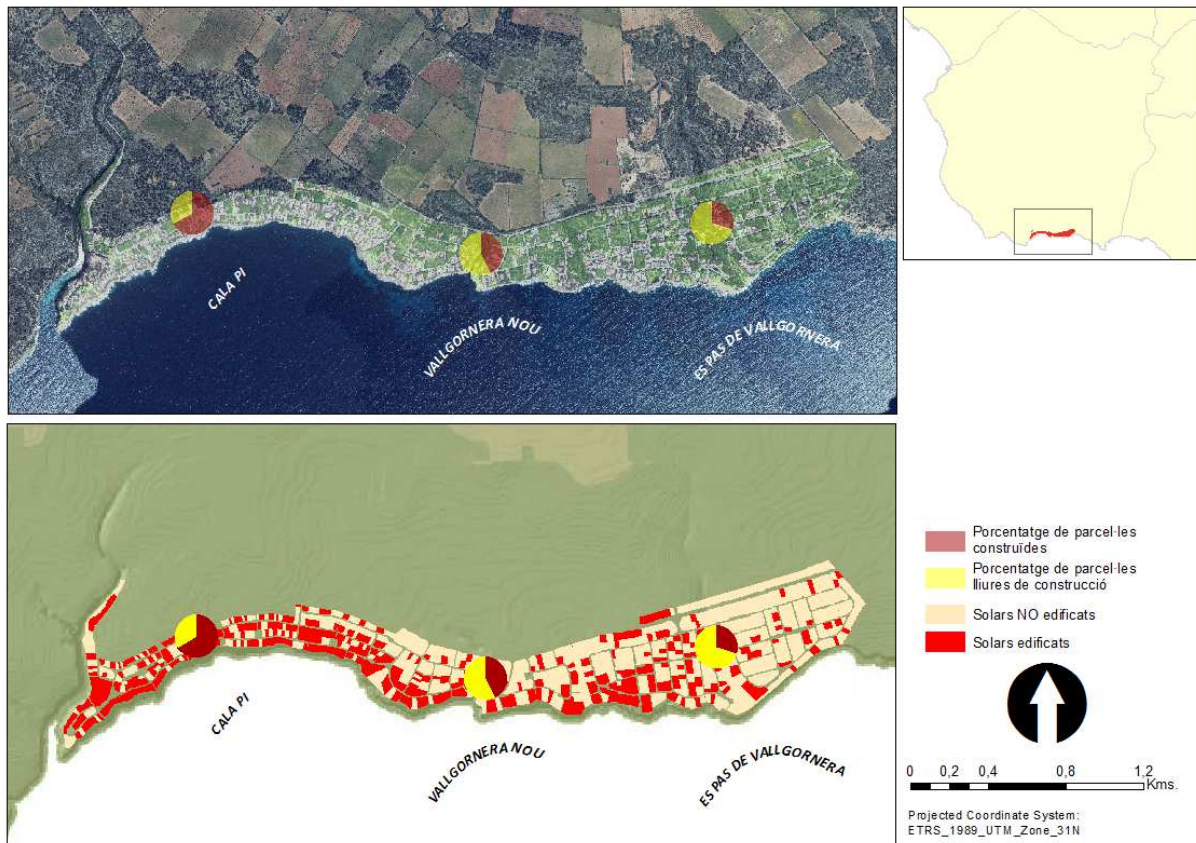 CALA PI
VALLGORNERA NOU
ES PAS DE VALLGORNERA
CALA PI
VALLGORNERA NOU
ES PAS DE VALLGORNERA
Porcentatge de parcel·les
construïdes
Porcentatge de parcel·les
lliures de construcció
Solars NO edificats
Solars edificats
0 0,2 0,4 0,8 1,2
Kms.
Projected Coordinate System:
ETRS_1989_UTM_Zone_31N